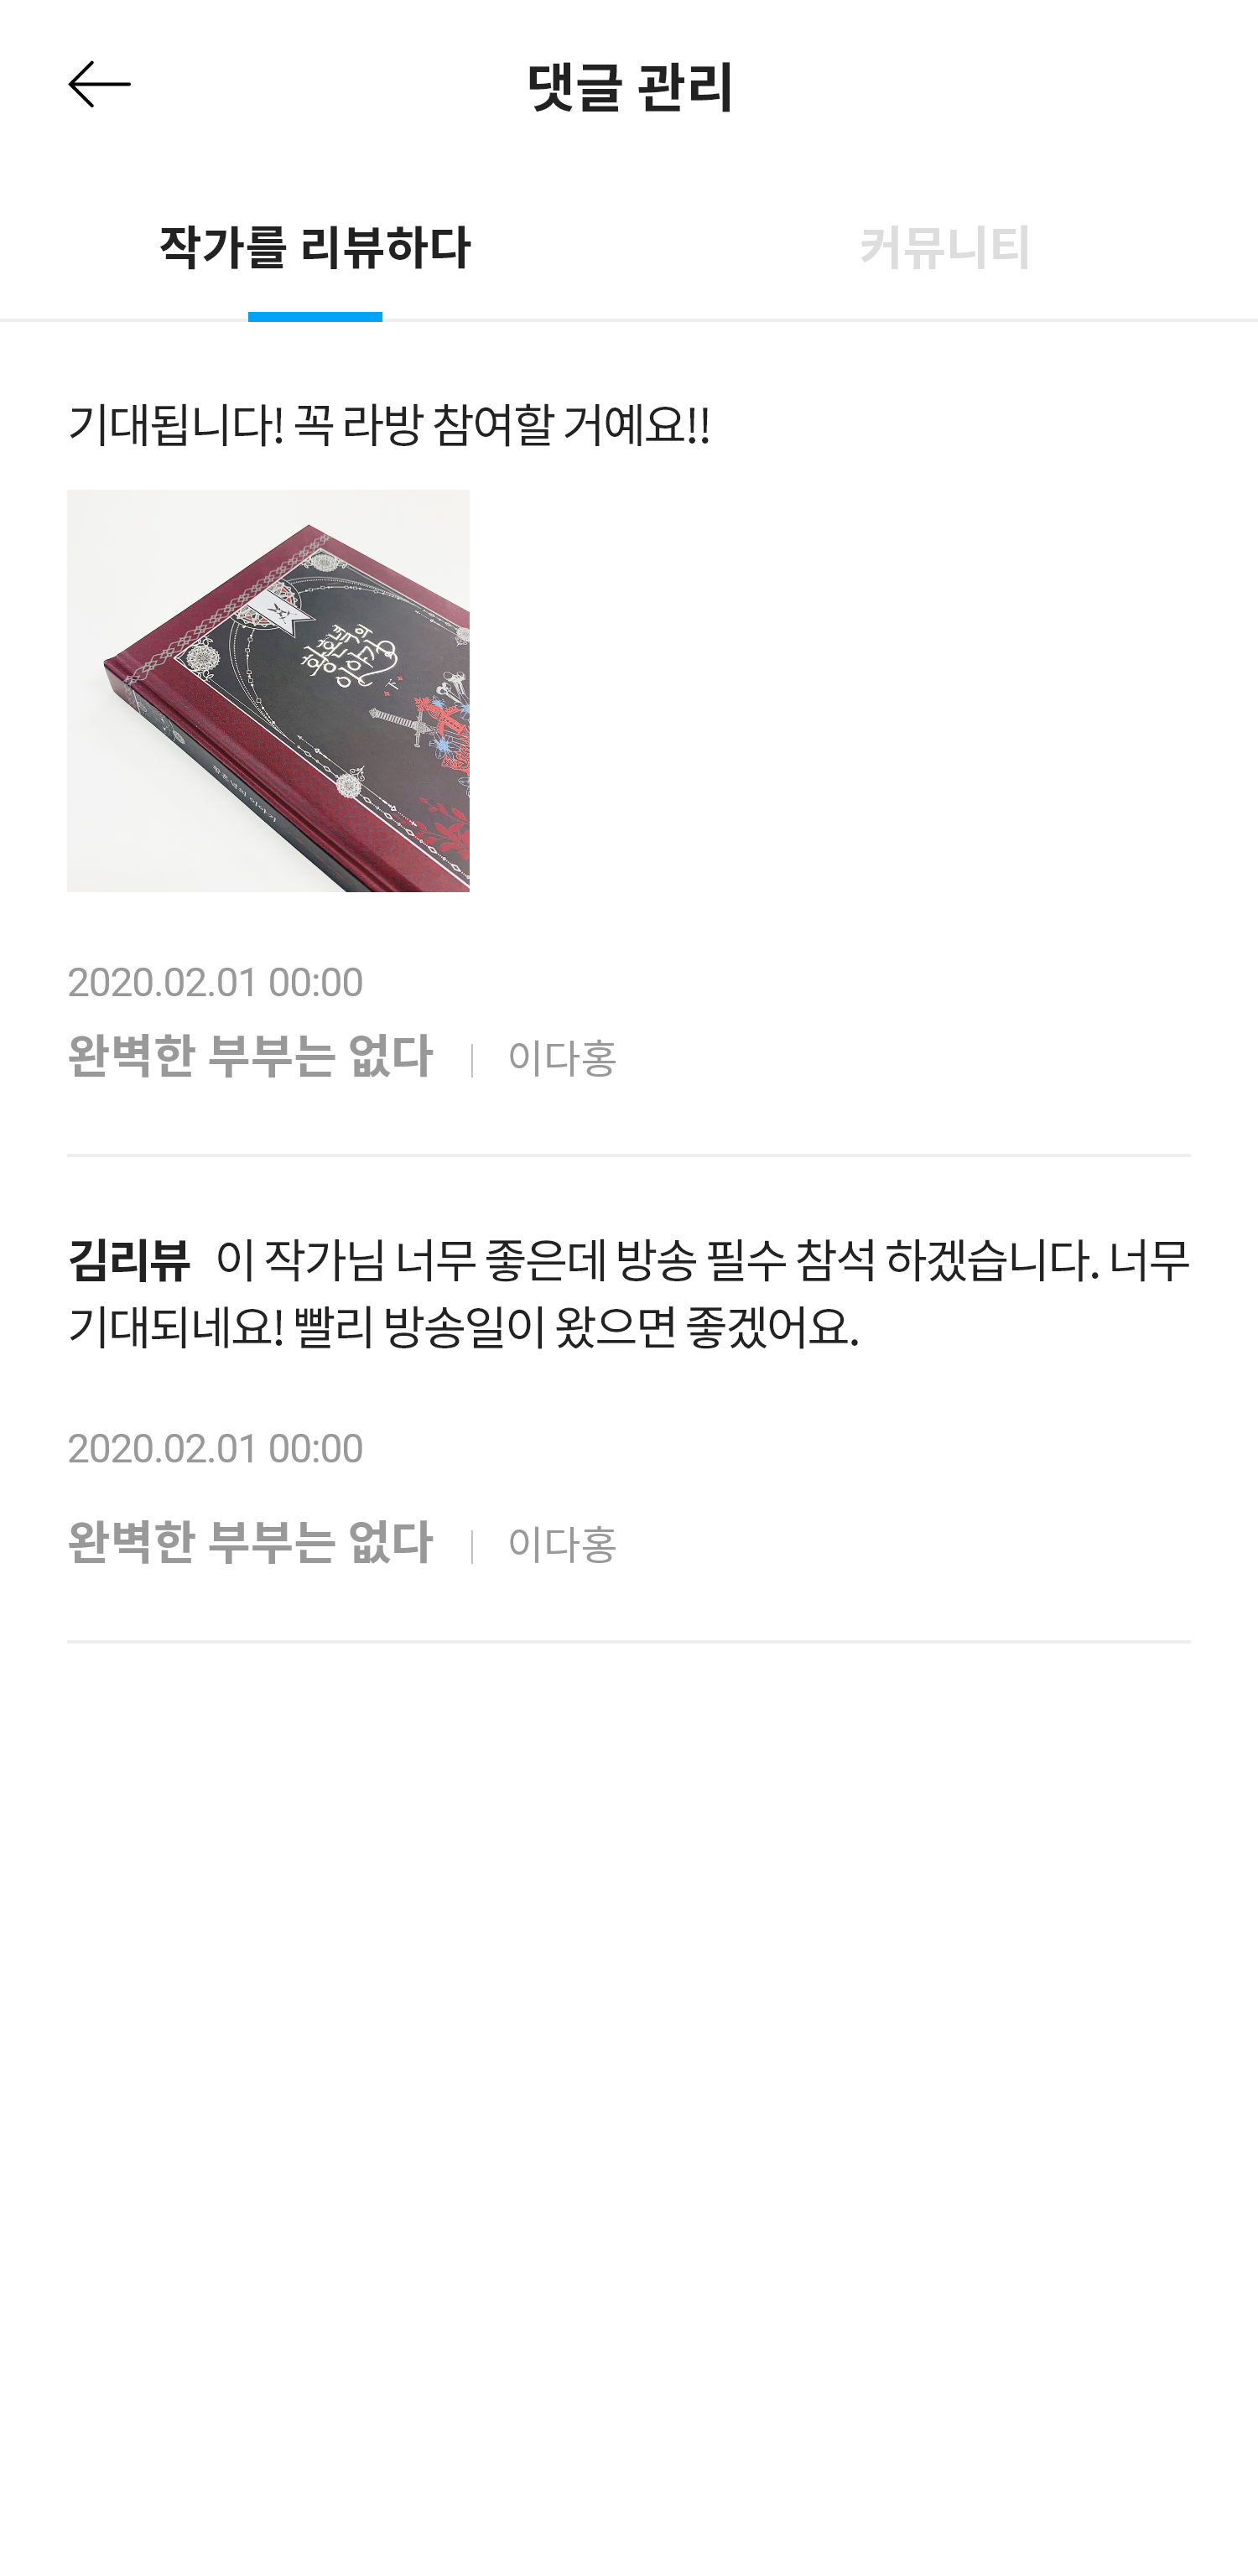 댓글 관리
작가를 리뷰하다
커뮤니티
기대됩니다! 꼭 라방 참여할 거예요!!
황혼녘의
이야기
下
2020.02.01 00:00
완벽한 부부는 없다 | 이다홍
김리뷰 이 작가님 너무 좋은데 방송 필수 참석 하겠습니다. 너무
기대되네요! 빨리 방송일이 왔으면 좋겠어요.
2020.02.01 00:00
완벽한 부부는 없다 | 이다홍